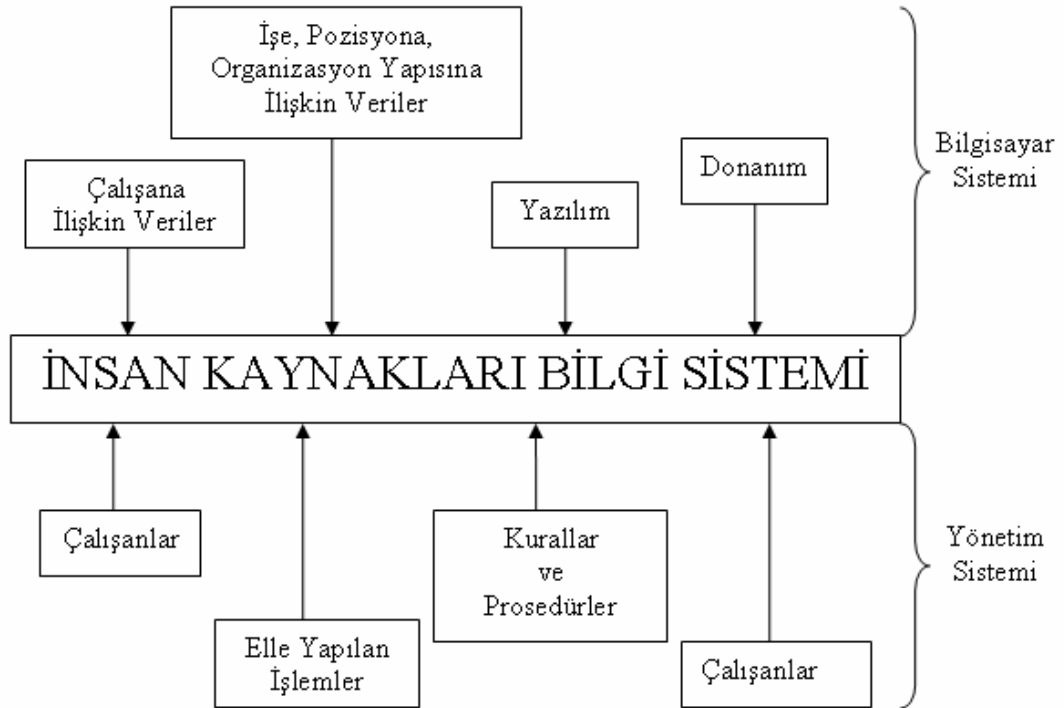 İşe, Pozisyona,
Organizasyon Yapısına
İlişkin Veriler
Bilgisayar
Sistemi
Donanım
Çalışana
İlişkin Veriler
Yazılım
İNSAN KAYNAKLARI BİLGİ SİSTEMİ
Çalışanlar
Kurallar
ve
Prosedürler
Yönetim
Sistemi
Elle Yapılan
İşlemler
Çalışanlar